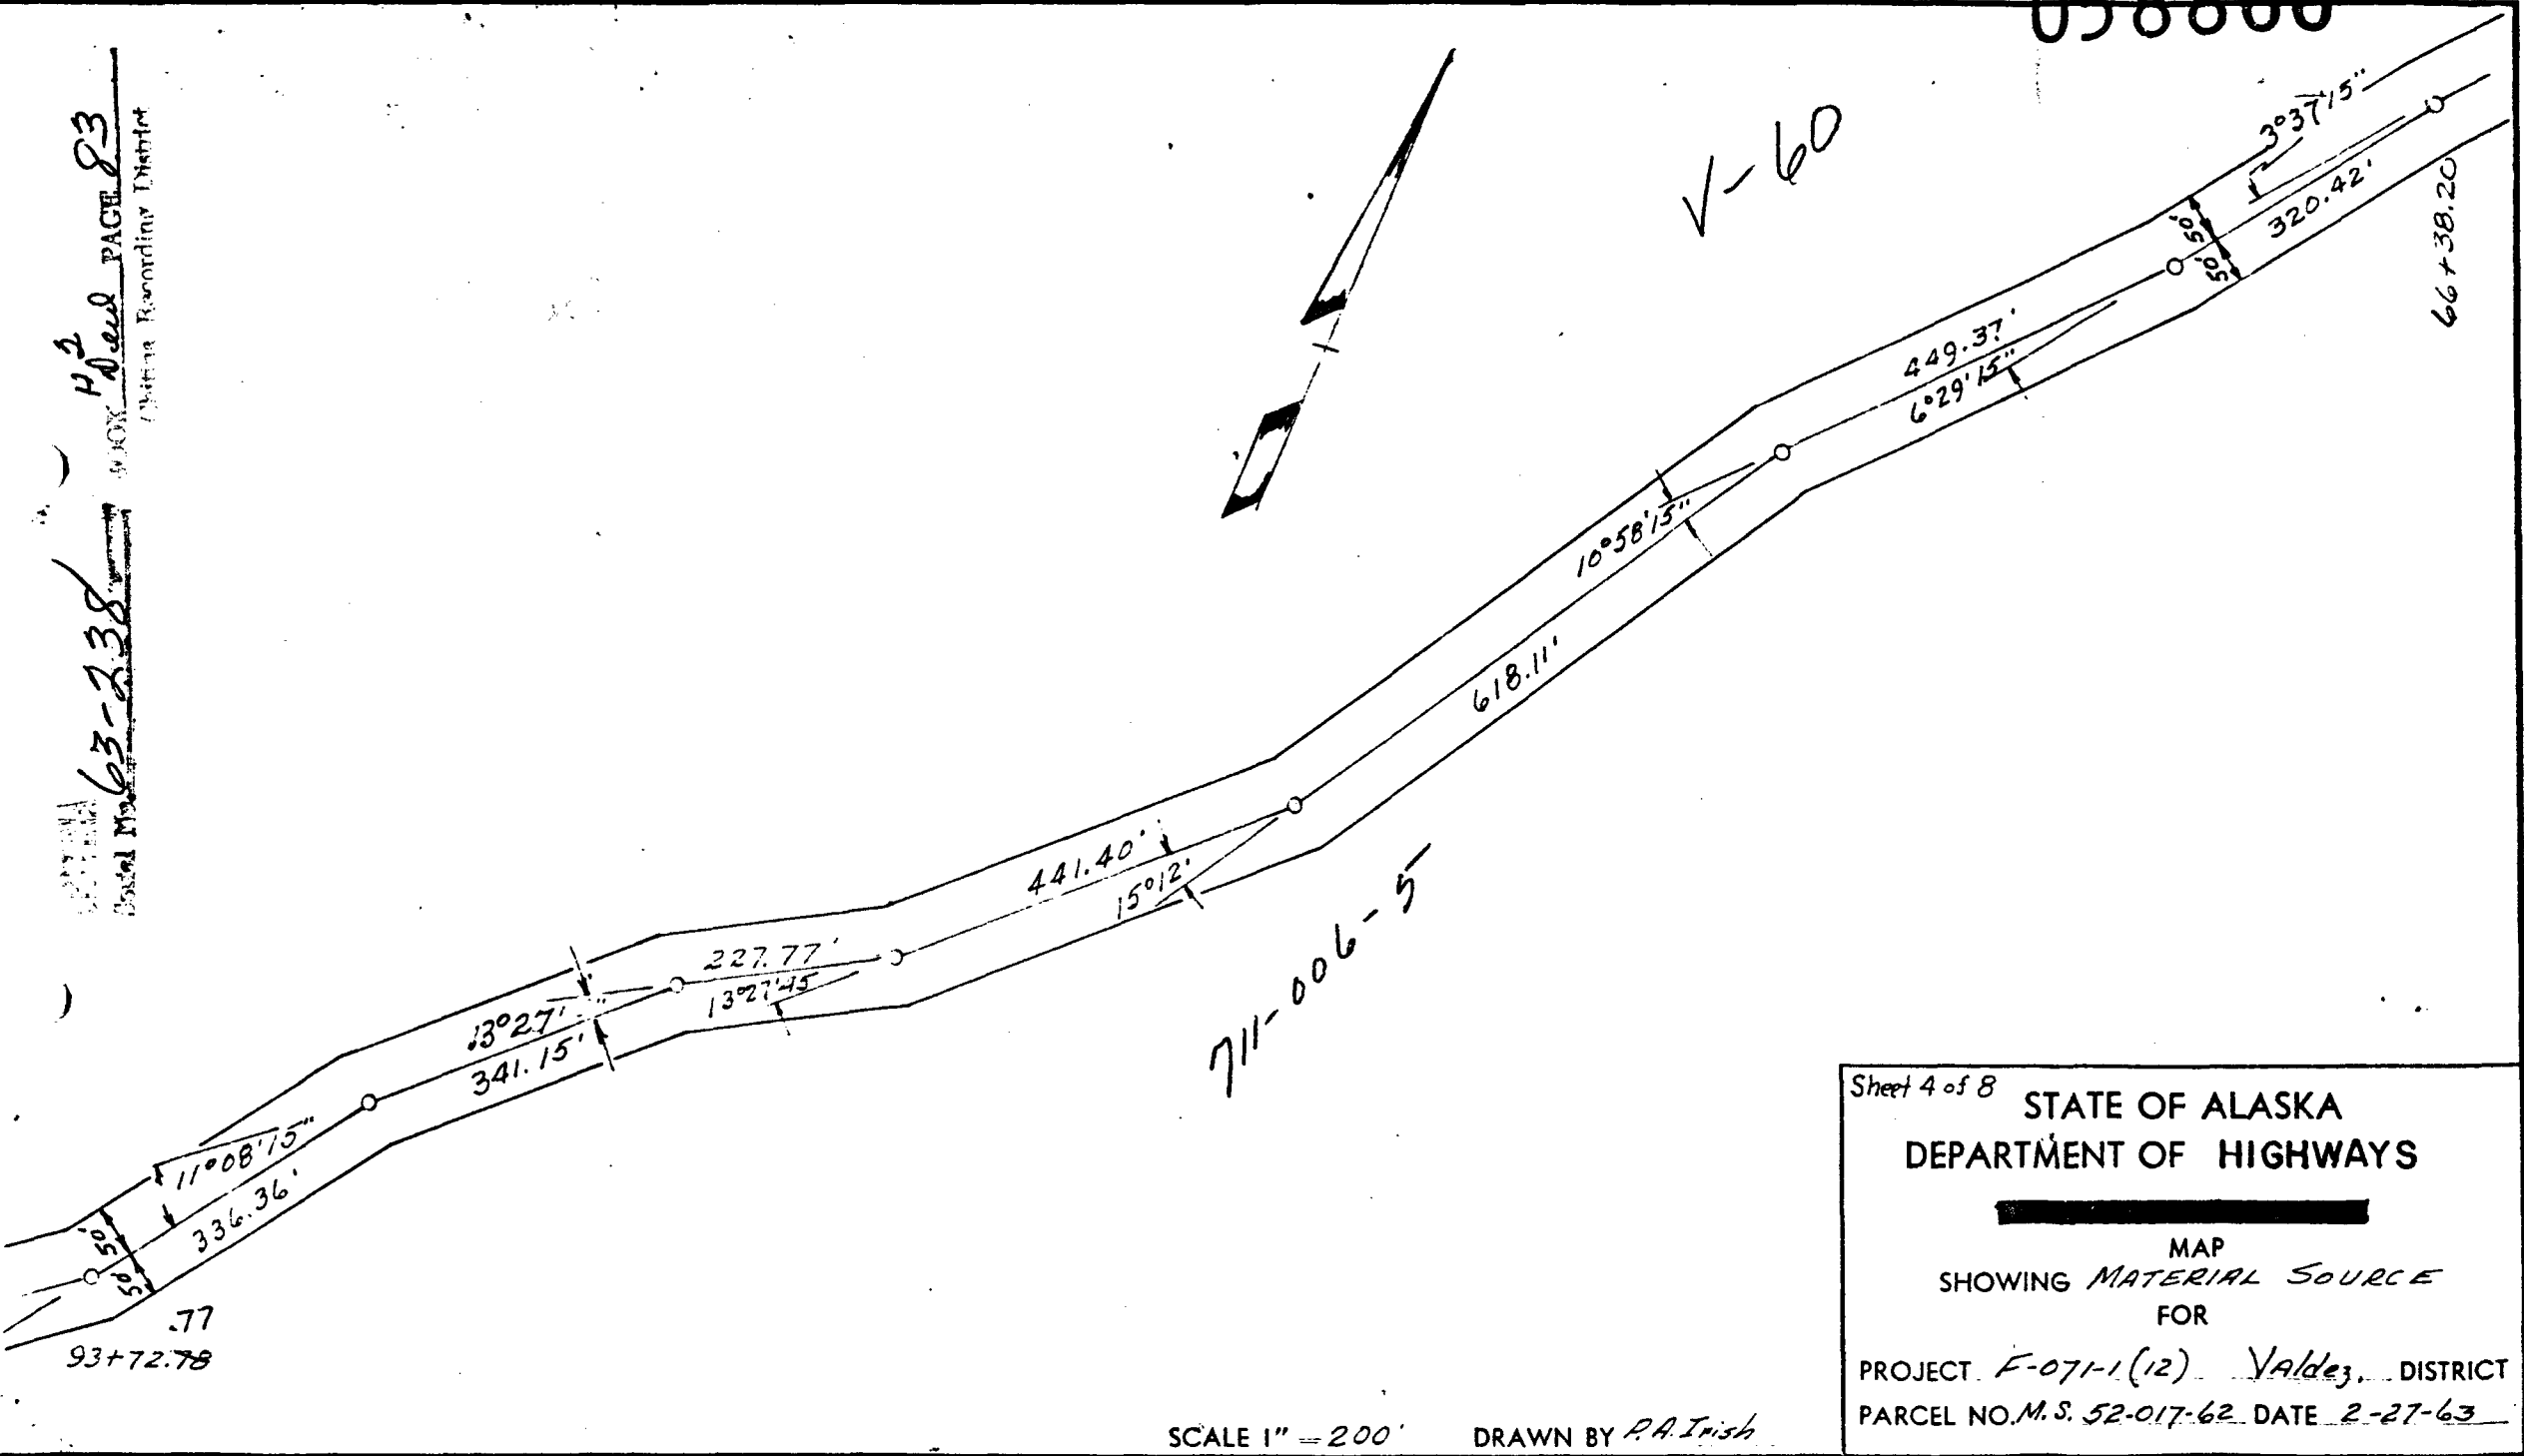 63-238
H2
Deed PAGE 83
Recording District
V-60
3°37'15"
320.42'
50'
50'
66+38.20
449.37'
6°29'15"
10°58'15"
618.11'
441.40'
15°12'
711-006-5
227.77'
13°27'45
13°27'
341.15'
11°08'15"
336.36'
50'
50'
.77
93+72.78
SCALE 1" = 200'
DRAWN BY P.A. Irish
Sheet 4 of 8
STATE OF ALASKA
DEPARTMENT OF HIGHWAYS
MAP
SHOWING MATERIAL SOURCE
FOR
PROJECT F-071-1 (12) Valdez, DISTRICT
PARCEL NO. M.S. 52-017-62 DATE 2-27-63